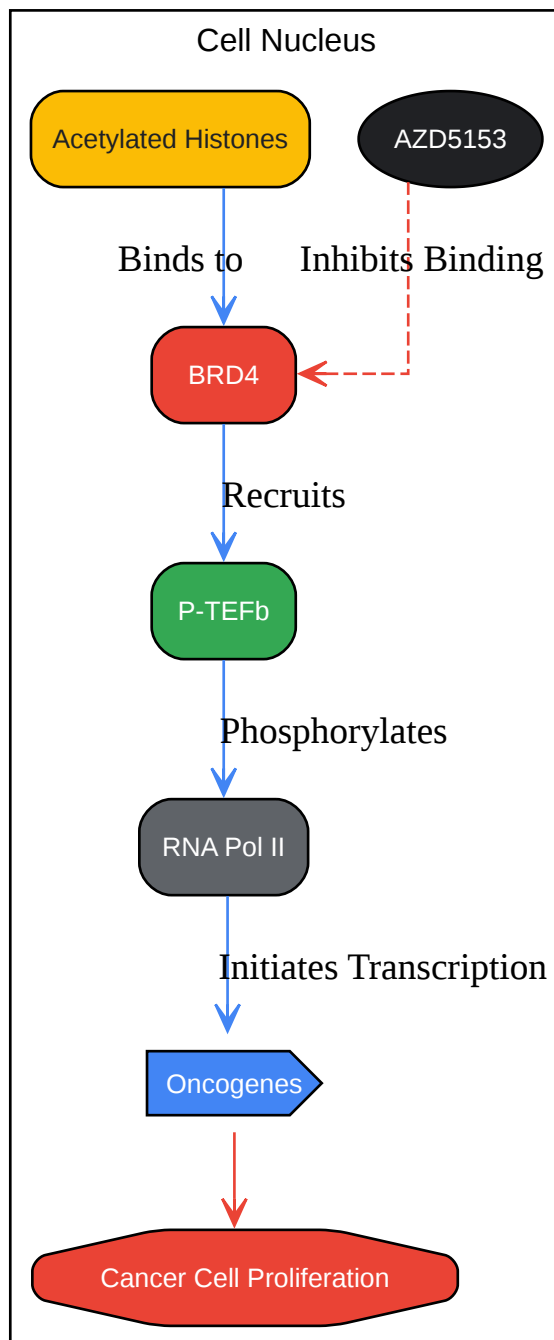 Cell Nucleus
Acetylated Histones
AZD5153
Binds to
Inhibits Binding
BRD4
Recruits
P-TEFb
Phosphorylates
RNA Pol II
Initiates Transcription
Oncogenes
Cancer Cell Proliferation